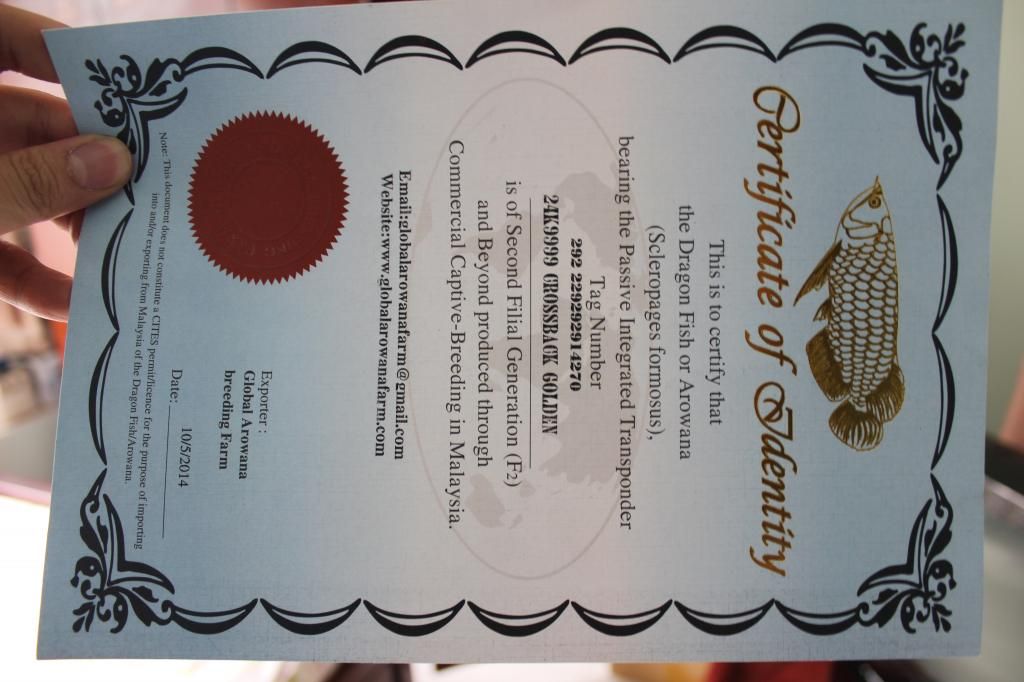 Certificate of Identity
This is to certify that
the Dragon Fish or Arowana
(Scleropages formosus),
bearing the Passive Integrated Transponder
Tag Number
292 22929291 4270
24K9999 CROSSBACK GOLDEN
is of Second Filial Generation (F2)
and Beyond produced through
Commercial Captive-Breeding in Malaysia.
Email:globalarowanafarm@gmail.com
Website:www.globalarowanafarm.com
Exporter :
Global Arowana
breeding Farm
Date: 10/5/2014
Note: This document does not constitute a CITES permit/licence for the purpose of importing
into and/or exporting from Malaysia of the Dragon Fish/Arowana.